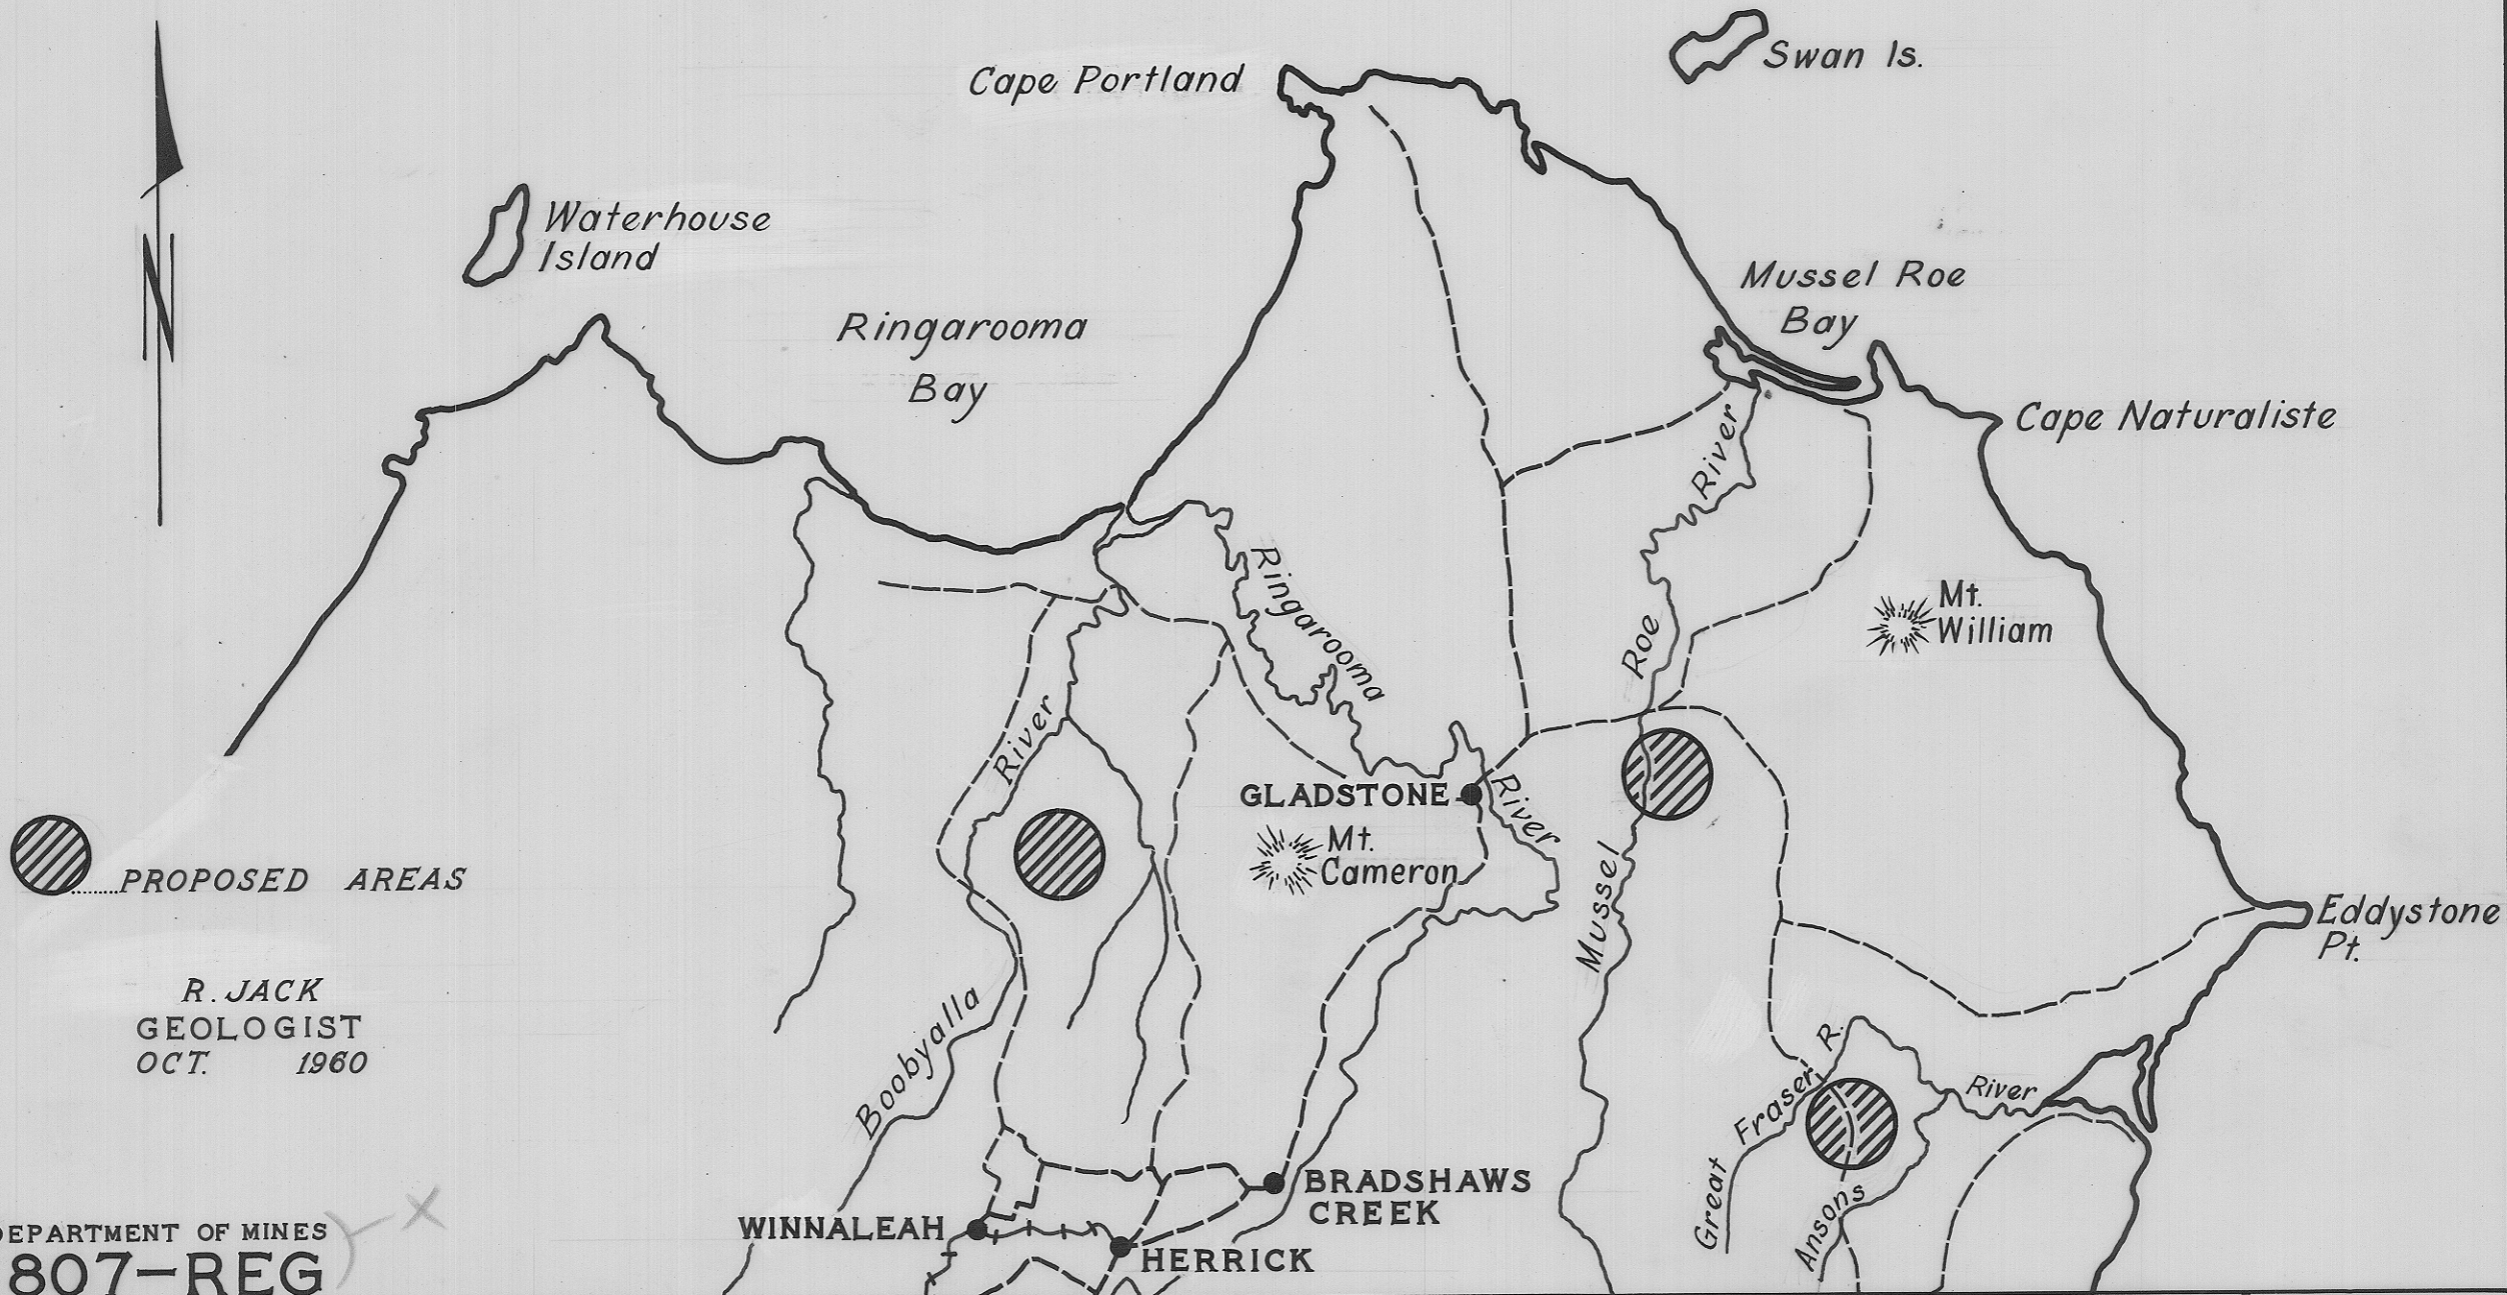 Swan Is.
Cape Portland
Waterhouse
Island
N
Mussel Roe
Bay
Ringarooma
Bay
Cape Naturaliste
River
Ringarooma
Mt.
William
Roe
River
GLADSTONE
River
Mt.
Cameron
Mussel
PROPOSED AREAS
Eddystone
Pt.
R. JACK
GEOLOGIST
OCT. 1960
Boobyalla
Great Fraser R.
River
Ansons
BRADSHAWS
CREEK
WINNALEAH
HERRICK
DEPARTMENT OF MINES
807-REG
X